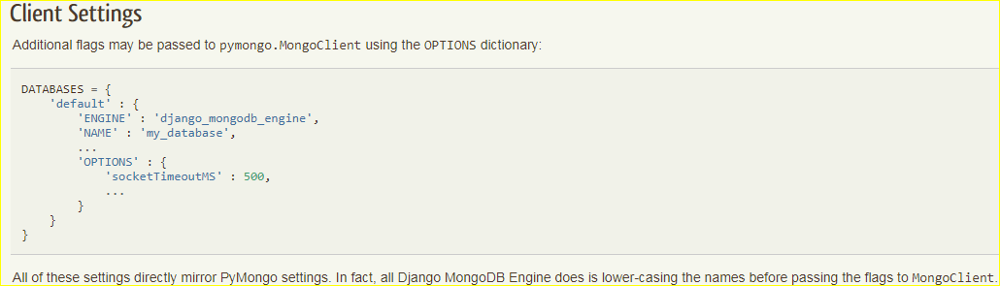 Client Settings
Additional flags may be passed to pymongo.MongoClient using the OPTIONS dictionary:
DATABASES = {
    'default' : {
        'ENGINE' : 'django_mongodb_engine',
        'NAME' : 'my_database',
        ...
        'OPTIONS' : {
            'socketTimeoutMS' : 500,
            ...
        }
    }
}
All of these settings directly mirror PyMongo settings. In fact, all Django MongoDB Engine does is lower-casing the names before passing the flags to MongoClient.